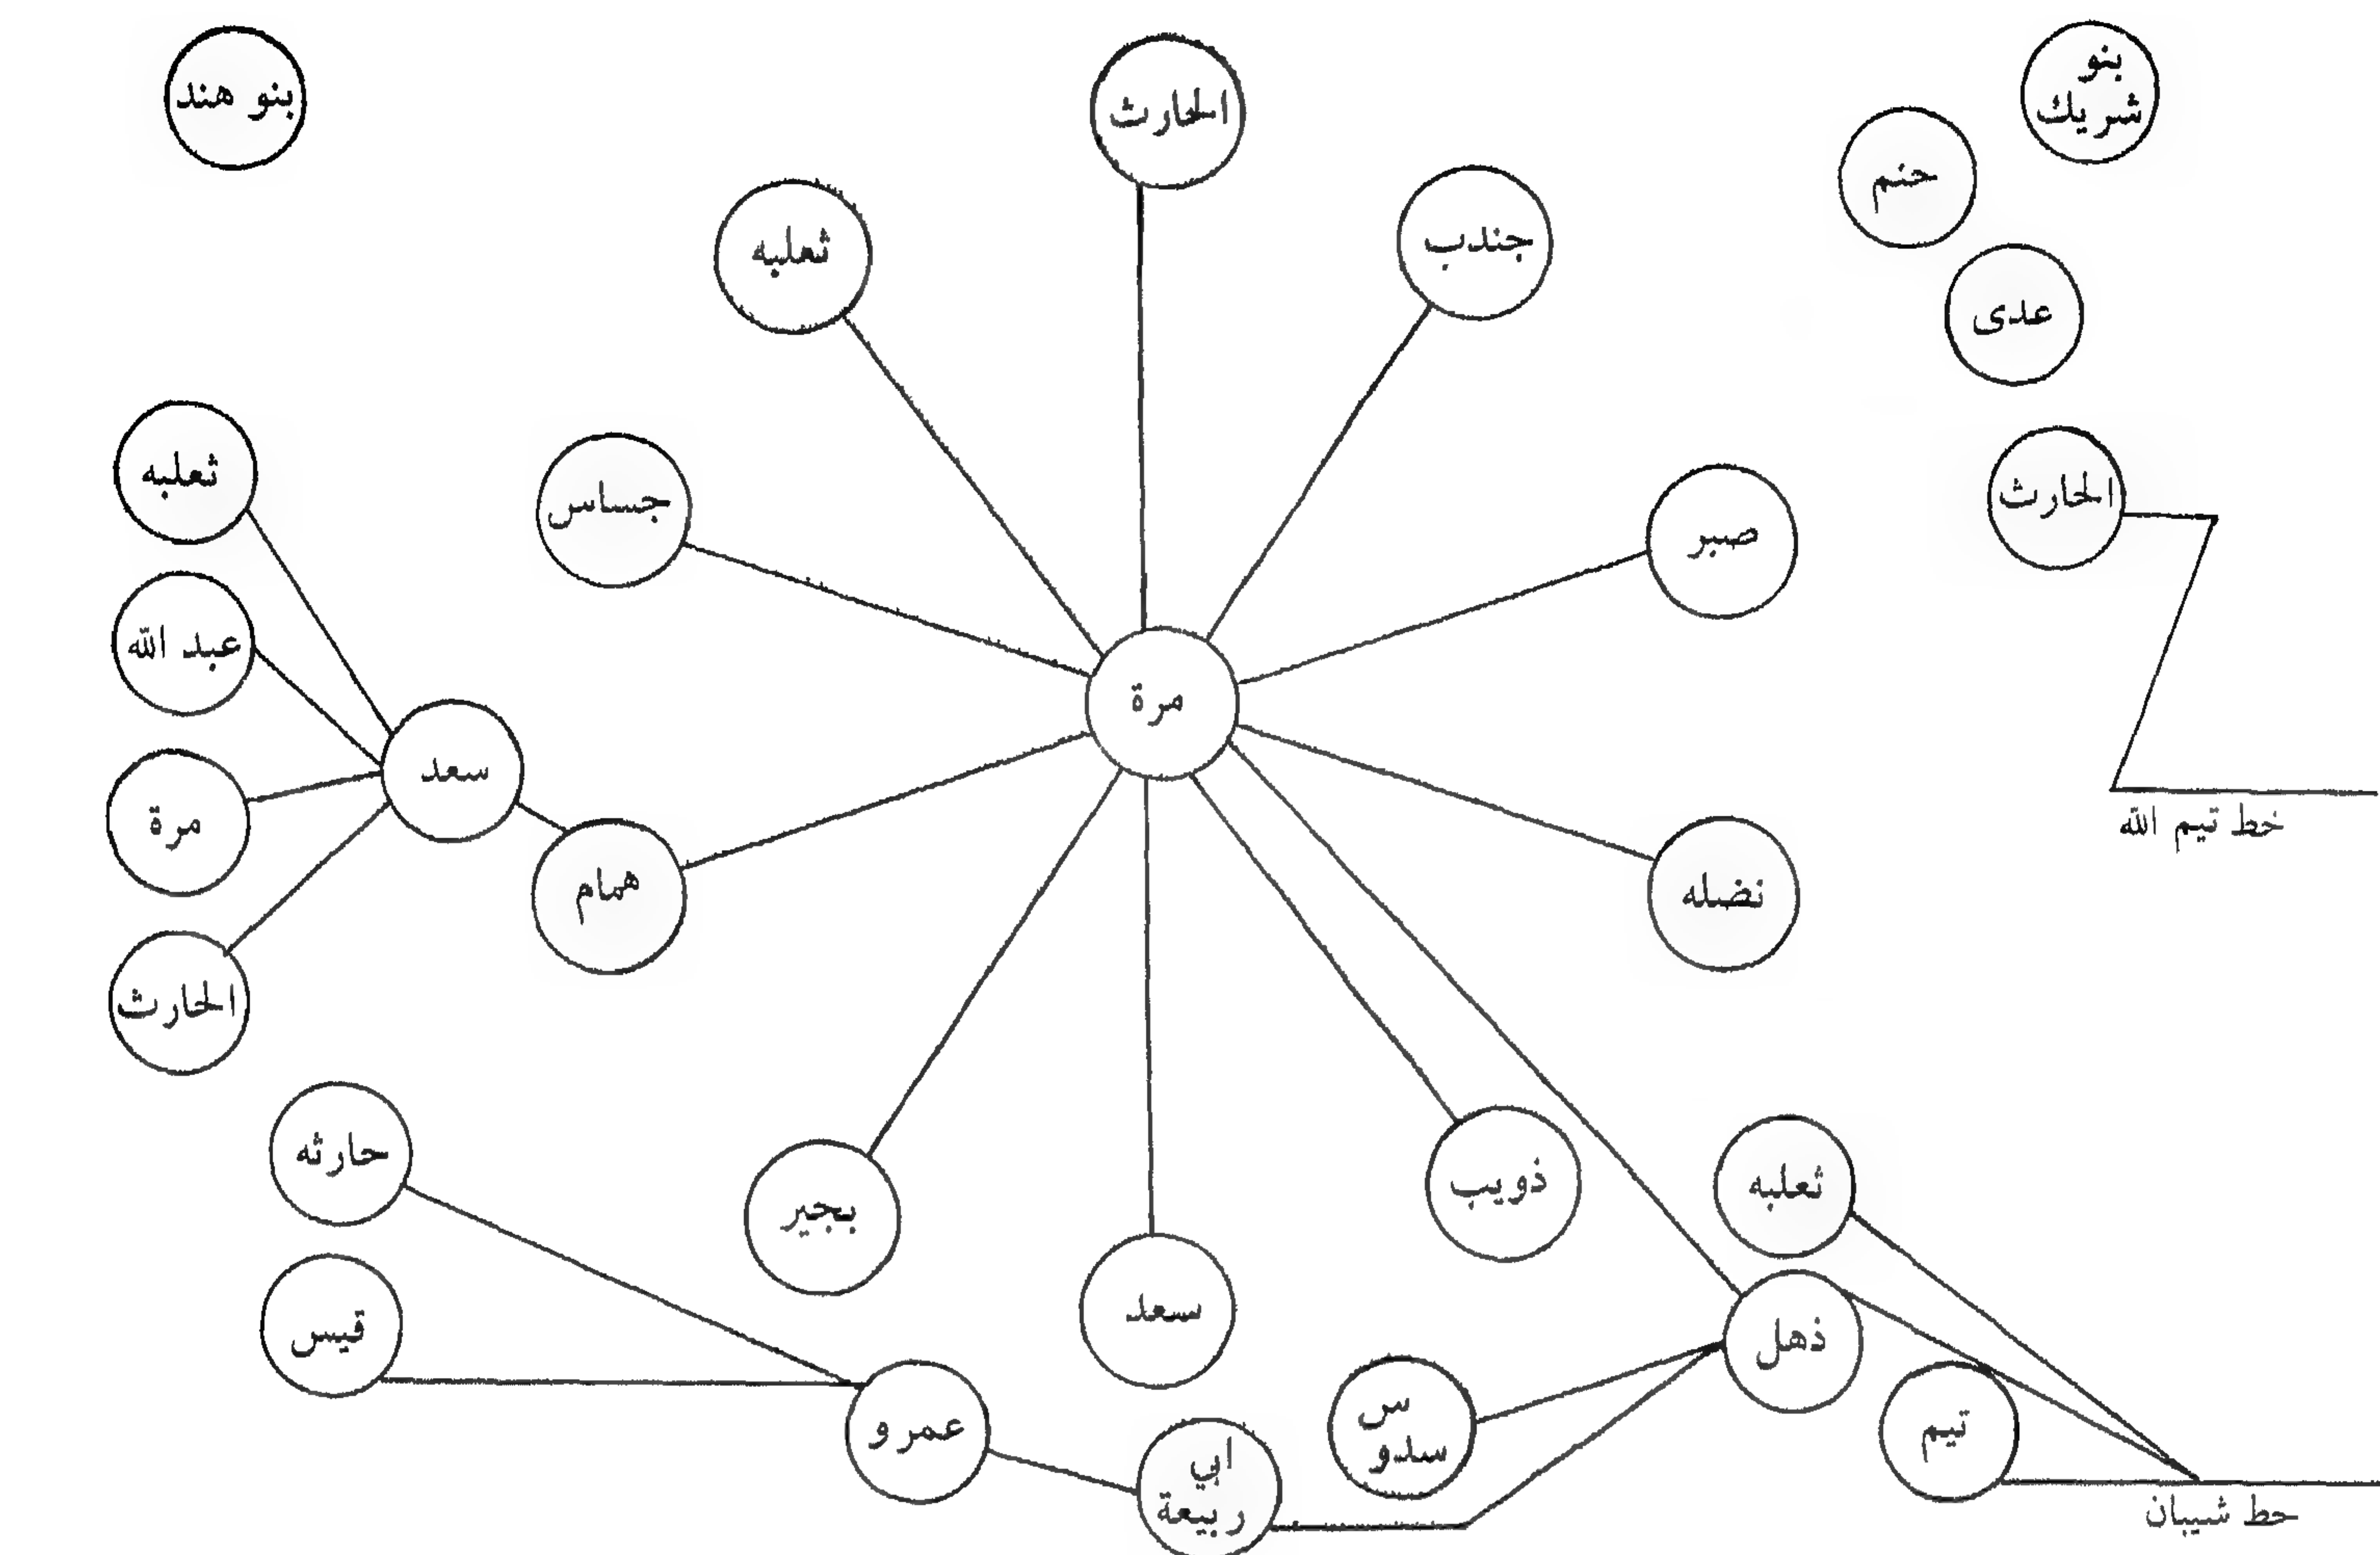 بنو
شريك
الحارث
بنو هند
حنم
جندب
ثعلبه
عدى
ثعلبه
الحارث
جساس
صبر
عبد الله
مرة
سعد
مرة
خط تيم الله
همام
نضله
الحارث
حارثه
ذويب
ثعلبه
بجير
سعد
قيس
ذهل
س
سدو
عمرو
تيم
ابي
ربيعة
حط شيبان